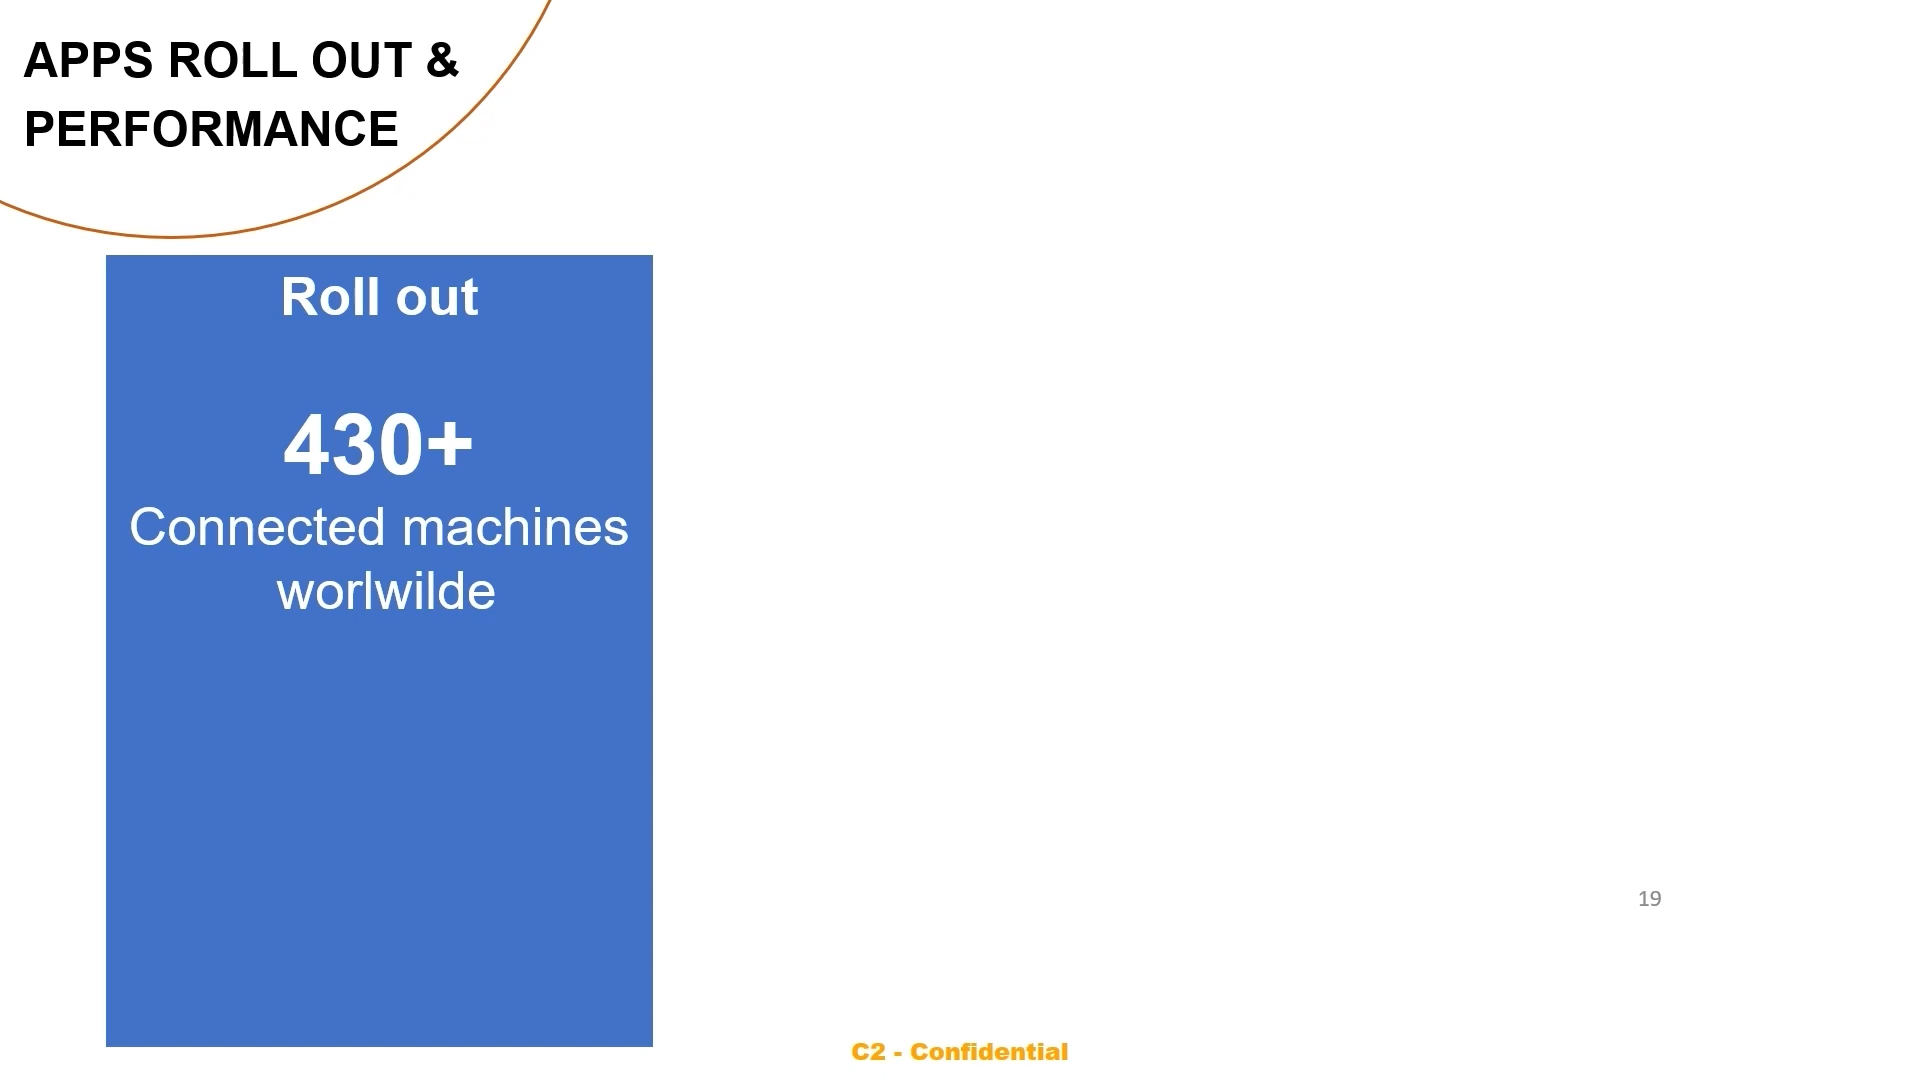 APPS ROLL OUT &
PERFORMANCE
Roll out
430+
Connected machines
worlwilde
19
C2 - Confidential